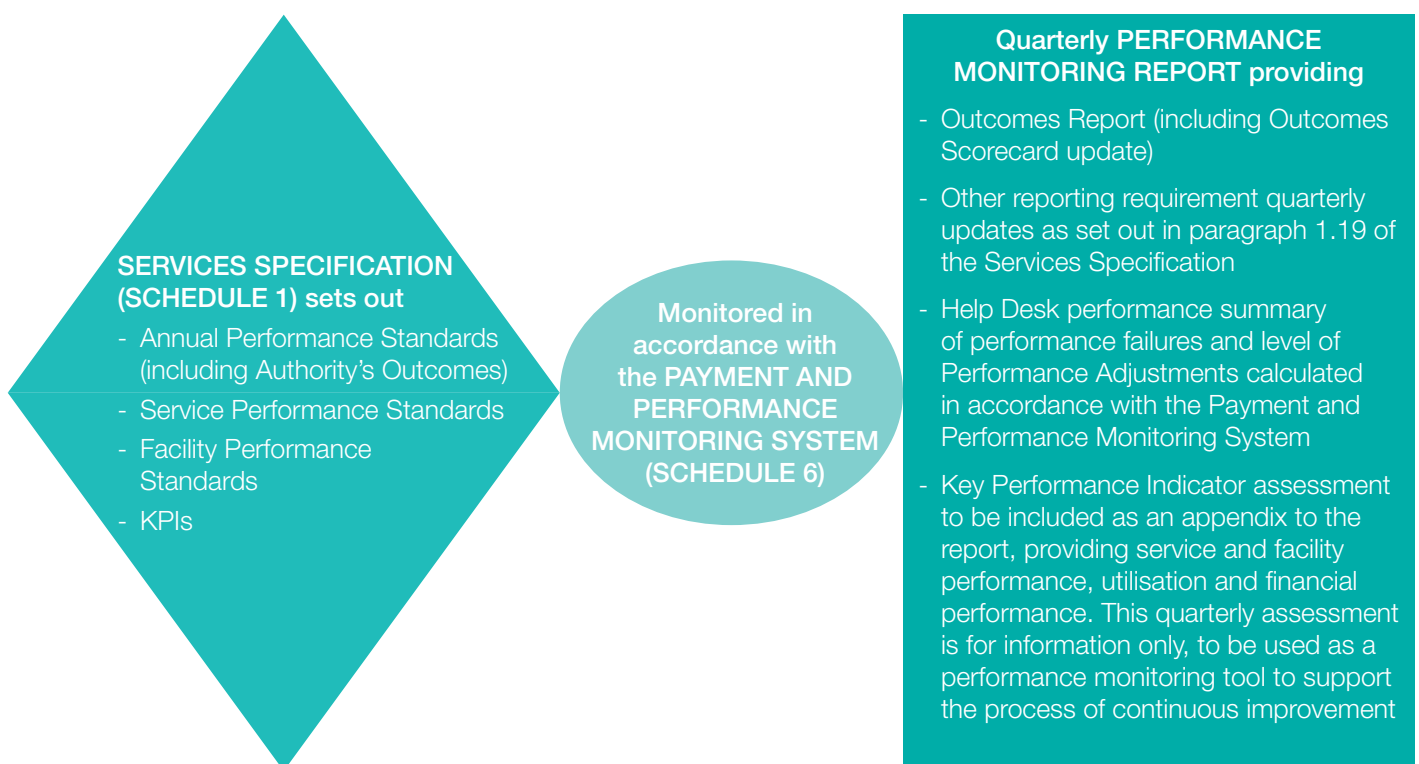 SERVICES SPECIFICATION
(SCHEDULE 1) sets out
- Annual Performance Standards
(including Authority’s Outcomes)
- Service Performance Standards
- Facility Performance
Standards
- KPIs
Monitored in
accordance with
the PAYMENT AND
PERFORMANCE
MONITORING SYSTEM
(SCHEDULE 6)
Quarterly PERFORMANCE
MONITORING REPORT providing
- Outcomes Report (including Outcomes
Scorecard update)
- Other reporting requirement quarterly
updates as set out in paragraph 1.19 of
the Services Specification
- Help Desk performance summary
of performance failures and level of
Performance Adjustments calculated
in accordance with the Payment and
Performance Monitoring System
- Key Performance Indicator assessment
to be included as an appendix to the
report, providing service and facility
performance, utilisation and financial
performance. This quarterly assessment
is for information only, to be used as a
performance monitoring tool to support
the process of continuous improvement